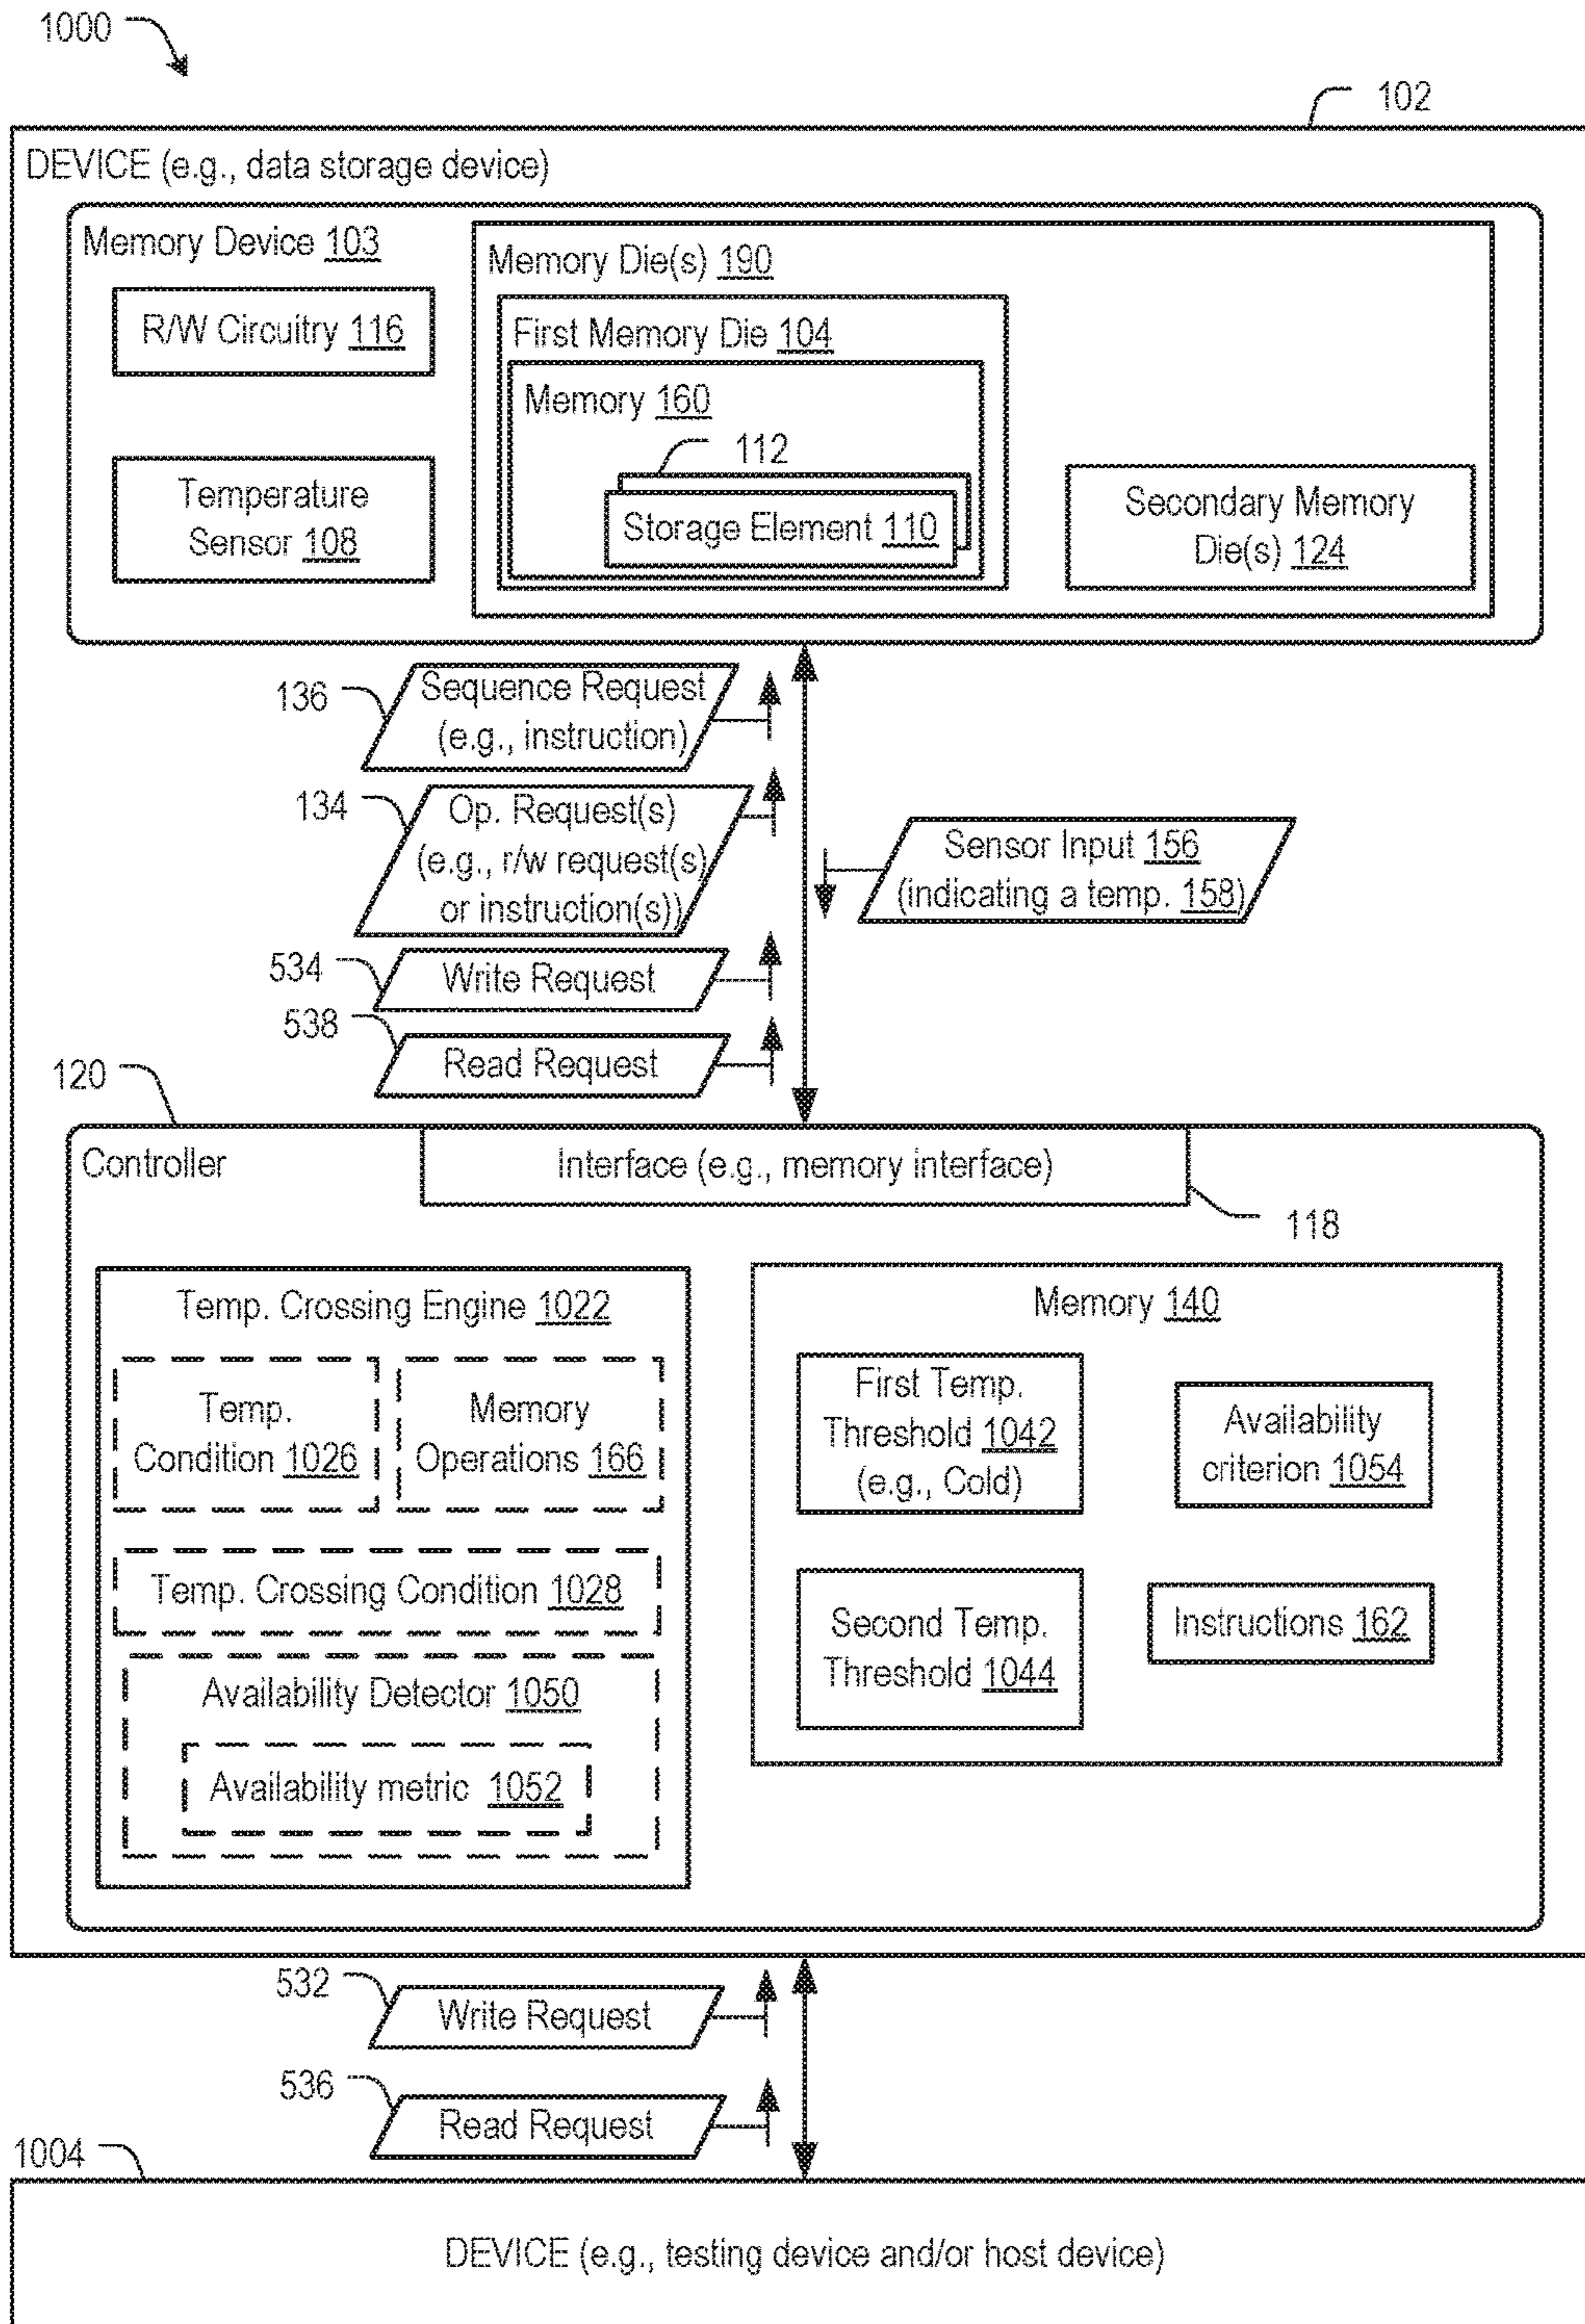 1000
102
DEVICE (e.g., data storage device)
Memory Device 103
R/W Circuitry 116
Temperature
Sensor 108
Memory Die(s) 190
First Memory Die 104
Memory 160
112
Storage Element 110
Secondary Memory
Die(s) 124
136
Sequence Request
(e.g., instruction)
134
Op. Request(s)
(e.g., r/w request(s)
or instruction(s))
Sensor Input 156
(indicating a temp. 158)
534
Write Request
538
Read Request
120
Controller
Interface (e.g., memory interface)
118
Temp. Crossing Engine 1022
Temp.
Condition 1026
Memory
Operations 166
Temp. Crossing Condition 1028
Availability Detector 1050
Availability metric 1052
Memory 140
First Temp.
Threshold 1042
(e.g., Cold)
Availability
criterion 1054
Second Temp.
Threshold 1044
Instructions 162
532
Write Request
536
Read Request
1004
DEVICE (e.g., testing device and/or host device)